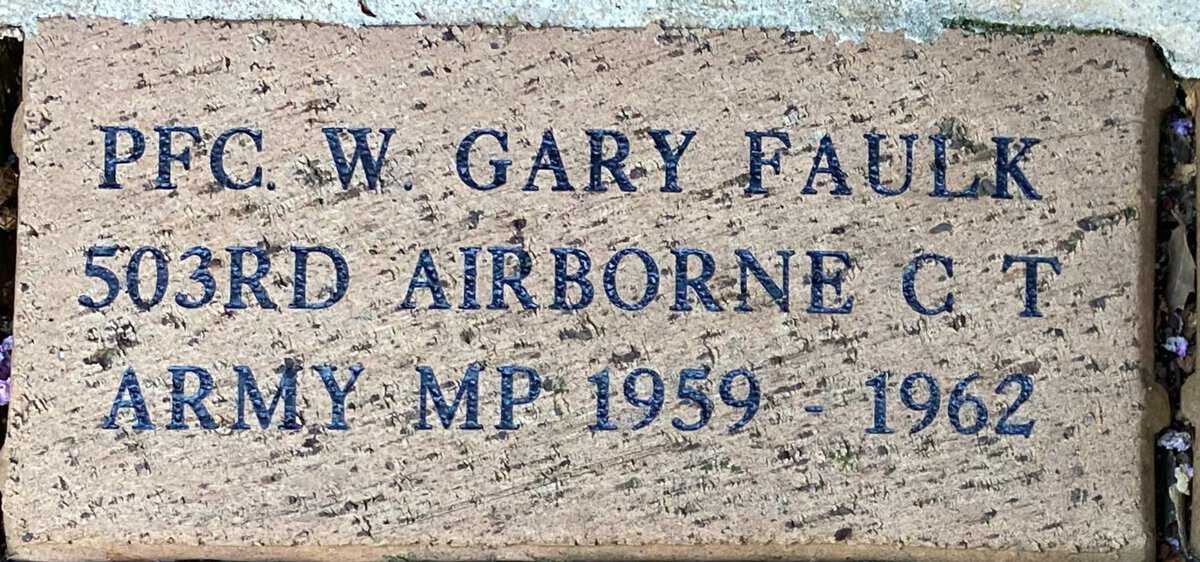 PFC. W. GARY FAULK
503RD AIRBORNE C T
ARMY MP 1959 - 1962